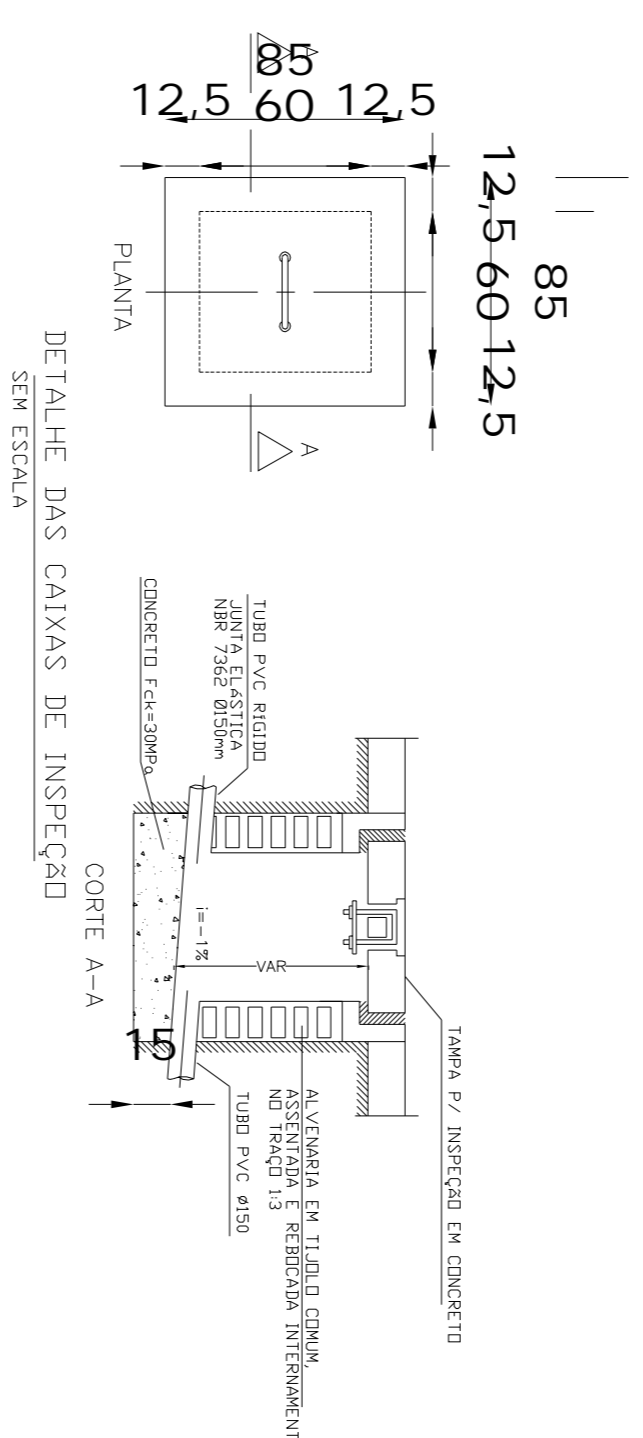 85
12,5 60 12,5
85
12,5 60 12,5
A
A
PLANTA
DETALHE DAS CAIXAS DE INSPEÇÃO
SEM ESCALA
TAMPA P/ INSPEÇÃO EM CONCRETO
TUBO PVC RÍGIDO
JUNTA ELÁSTICA
NBR 7362 Ø150mm
CONCRETO Fck=30MPa
i=-1%
VAR
15
ALVENARIA EM TIJOLO COMUM,
ASSENTADA E REBOCADA INTERNAMENT
NO TRAÇO 1:3
TUBO PVC Ø150
CORTE A-A